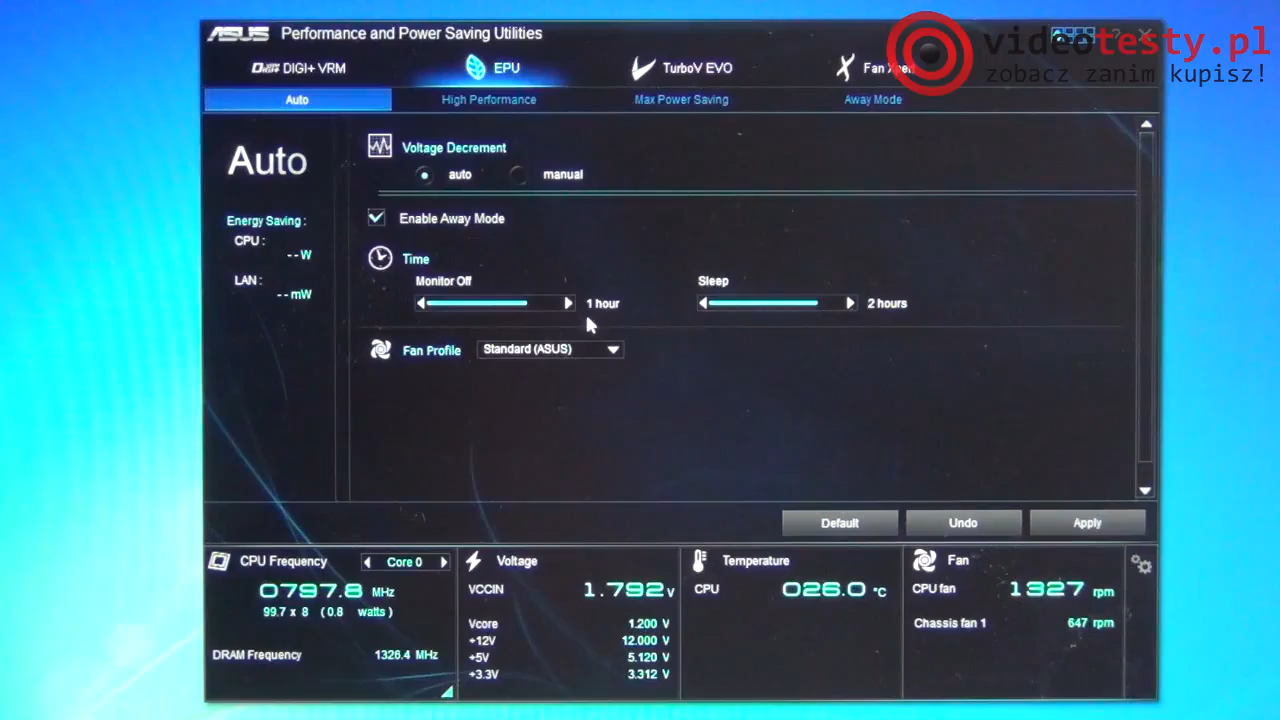 ASUS Performance and Power Saving Utilities
videotesty.pl
zobacz zanim kupisz!
DIGI+ VRM EPU TurboV EVO Fan Xpert
Auto High Performance Max Power Saving Away Mode
Auto
Energy Saving :
CPU :
--W
LAN :
--mW
Voltage Decrement
auto manual
Enable Away Mode
Time
Monitor Off Sleep
1 hour 2 hours
Fan Profile Standard (ASUS)
Default Undo Apply
CPU Frequency Core 0
0797.8 MHz
99.7 x 8 (0.8 watts )
DRAM Frequency 1326.4 MHz
Voltage
VCCIN 1.792 v
Vcore 1.200 V
+12V 12.000 V
+5V 5.120 V
+3.3V 3.312 V
Temperature
CPU 026.0 °C
Fan
CPU fan 1327 rpm
Chassis fan 1 647 rpm